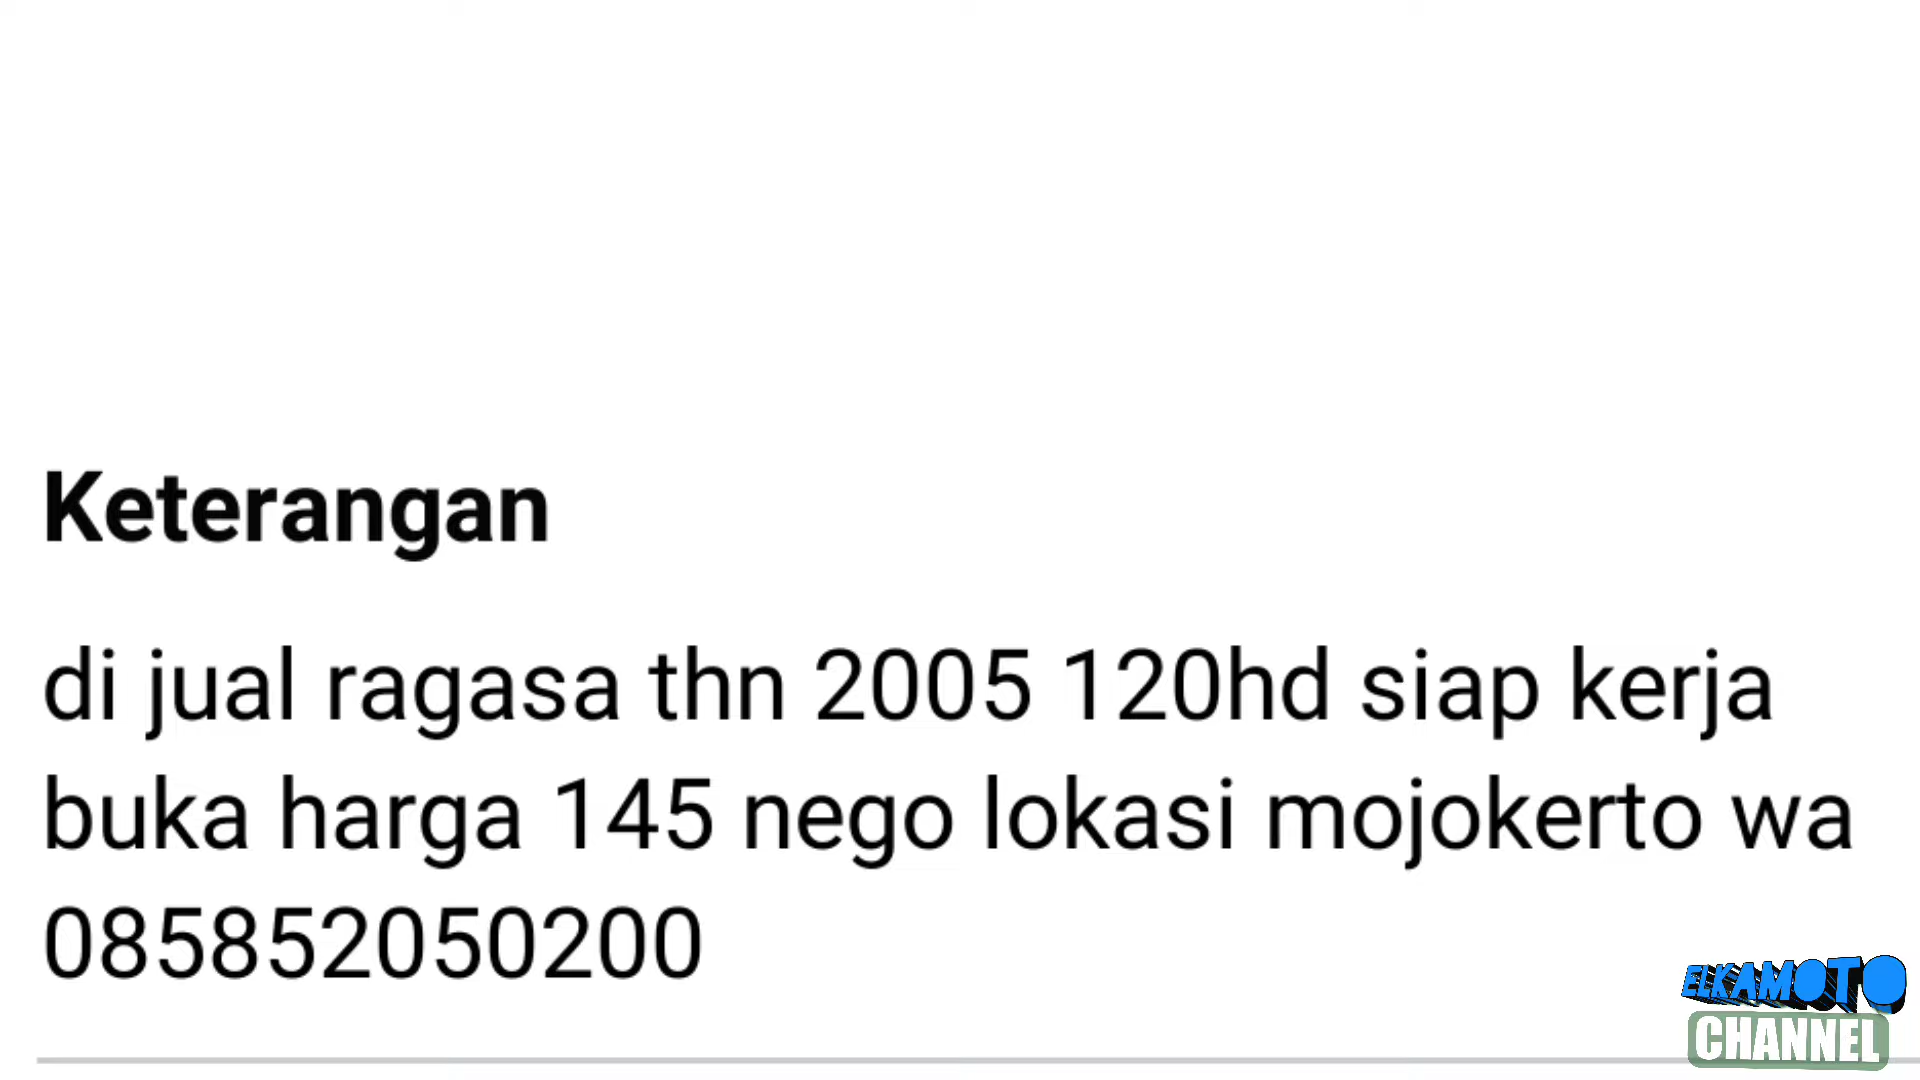 Keterangan
di jual ragasa thn 2005 120hd siap kerja
buka harga 145 nego lokasi mojokerto wa
085852050200
ELKAMOTO
CHANNEL